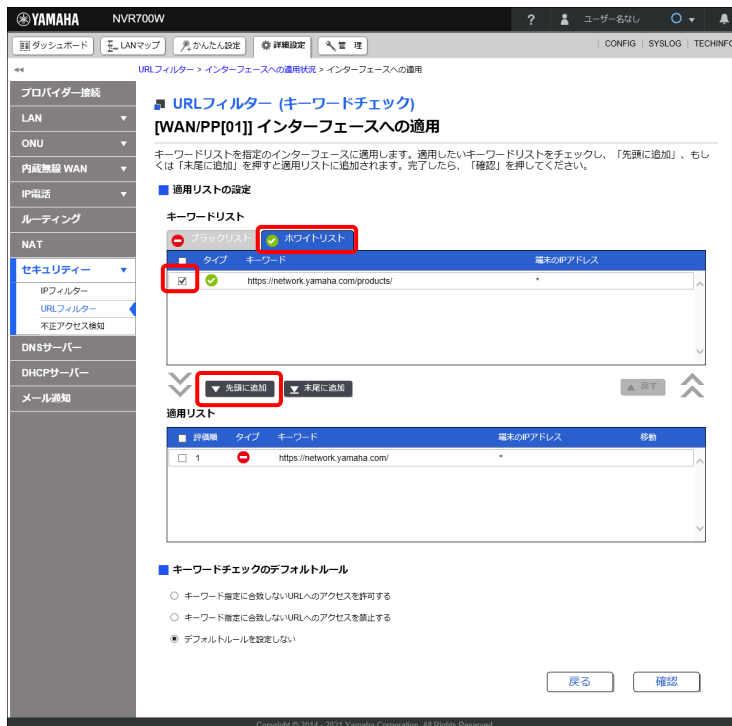 YAMAHA NVR700W ? ユーザー名なし
ダッシュボード LANマップ かんたん設定 詳細設定 管 理 CONFIG SYSLOG TECHINFO
URLフィルター > インターフェースへの適用状況 > インターフェースへの適用
プロバイダー接続
LAN
ONU
内蔵無線 WAN
IP電話
ルーティング
NAT
セキュリティー
IPフィルター
URLフィルター
不正アクセス検知
DNSサーバー
DHCPサーバー
メール通知
URLフィルター (キーワードチェック)
[WAN/PP[01]] インターフェースへの適用
キーワードリストを指定のインターフェースに適用します。適用したいキーワードリストをチェックし、「先頭に追加」、もし
くは「末尾に追加」を押すと適用リストに追加されます。完了したら、「確認」を押してください。
適用リストの設定
キーワードリスト
ブラックリスト ホワイトリスト
タイプ キーワード 端末のIPアドレス
https://network.yamaha.com/products/ *
先頭に追加 末尾に追加 戻す
適用リスト
評価順 タイプ キーワード 端末のIPアドレス 移動
1 https://network.yamaha.com/ *
キーワードチェックのデフォルトルール
キーワード指定に合致しないURLへのアクセスを許可する
キーワード指定に合致しないURLへのアクセスを禁止する
デフォルトルールを設定しない
戻る 確認
Copyright © 2014 - 2021 Yamaha Corporation. All Rights Reserved.